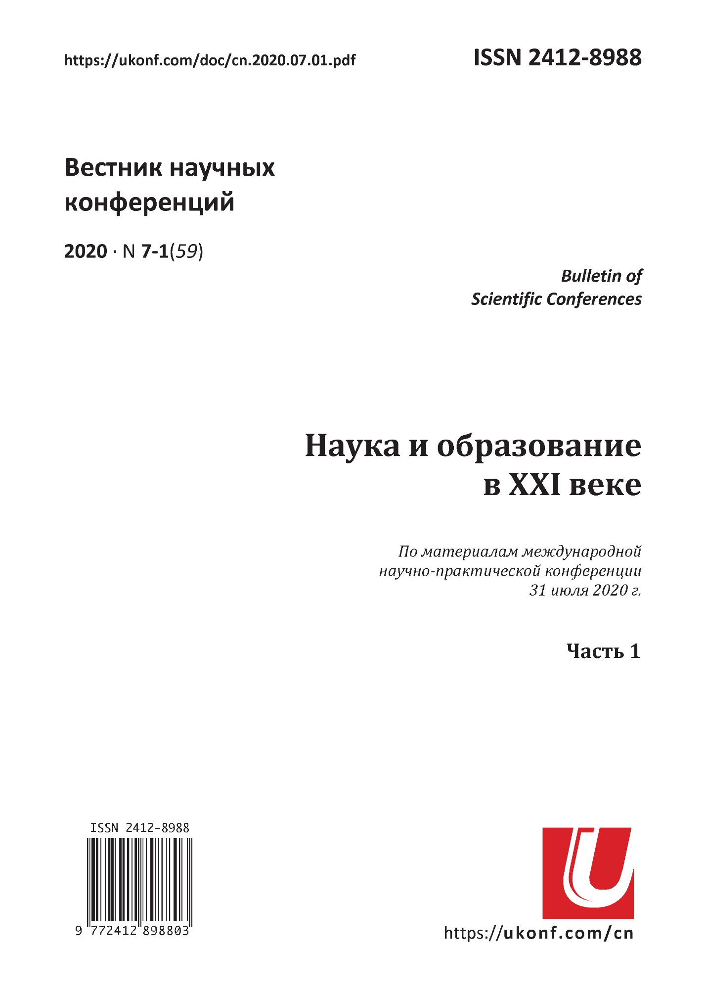 https://ukonf.com/doc/cn.2020.07.01.pdf
ISSN 2412-8988
Вестник научных
конференций
2020 · N 7-1(59)
Bulletin of
Scientific Conferences
Наука и образование
в XXI веке
По материалам международной
научно-практической конференции
31 июля 2020 г.
Часть 1
ISSN 2412-8988
9 772412 898803
https://ukonf.com/cn